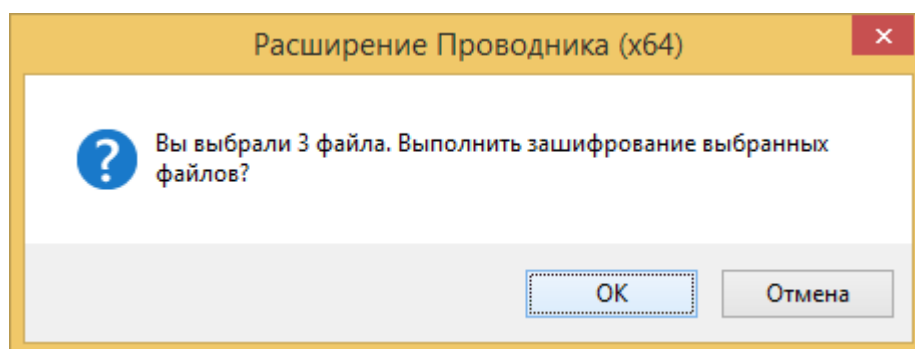 Расширение Проводника (x64)
Вы выбрали 3 файла. Выполнить зашифрование выбранных
файлов?
OK
Отмена